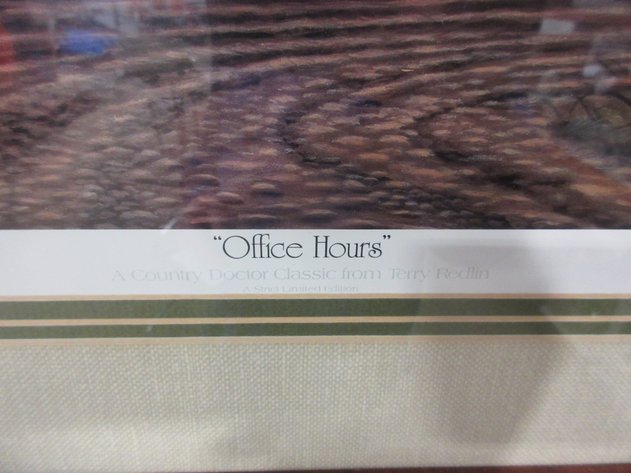 "Office Hours"
A Country Doctor Classic from Terry Redlin
A Strict Limited Edition